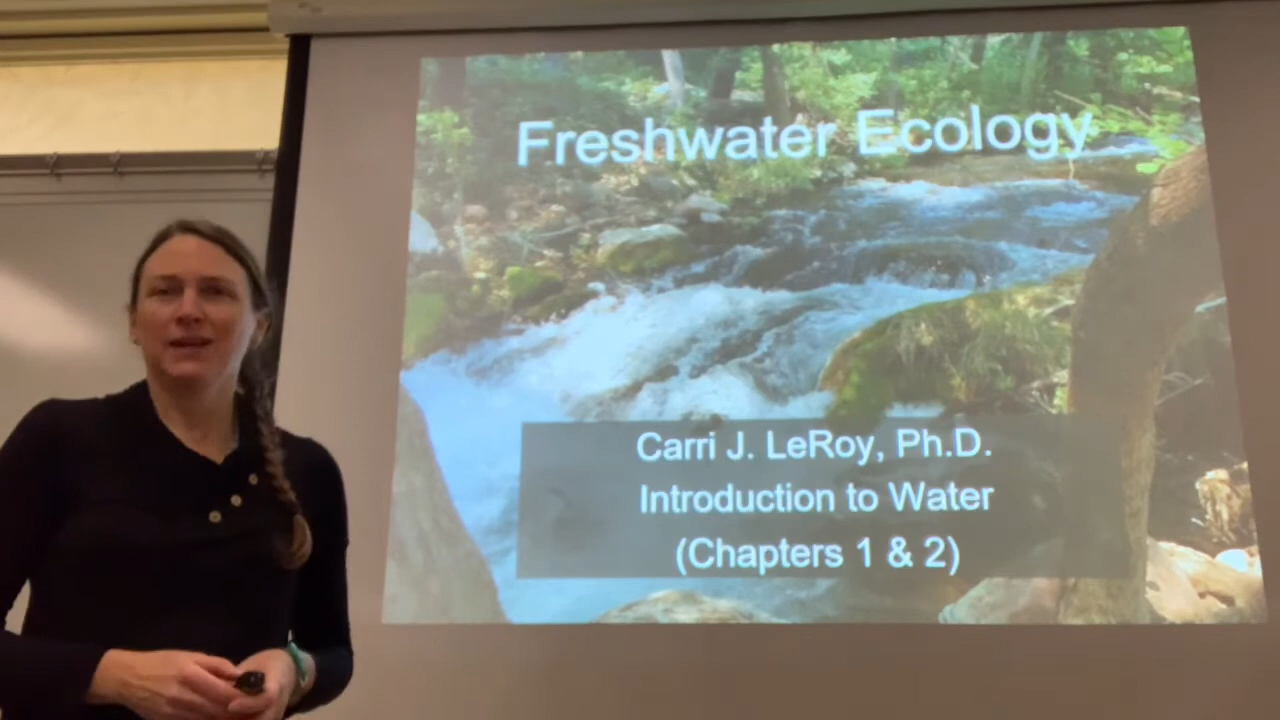 Freshwater Ecology
Carri J. LeRoy, Ph.D.
Introduction to Water
(Chapters 1 & 2)